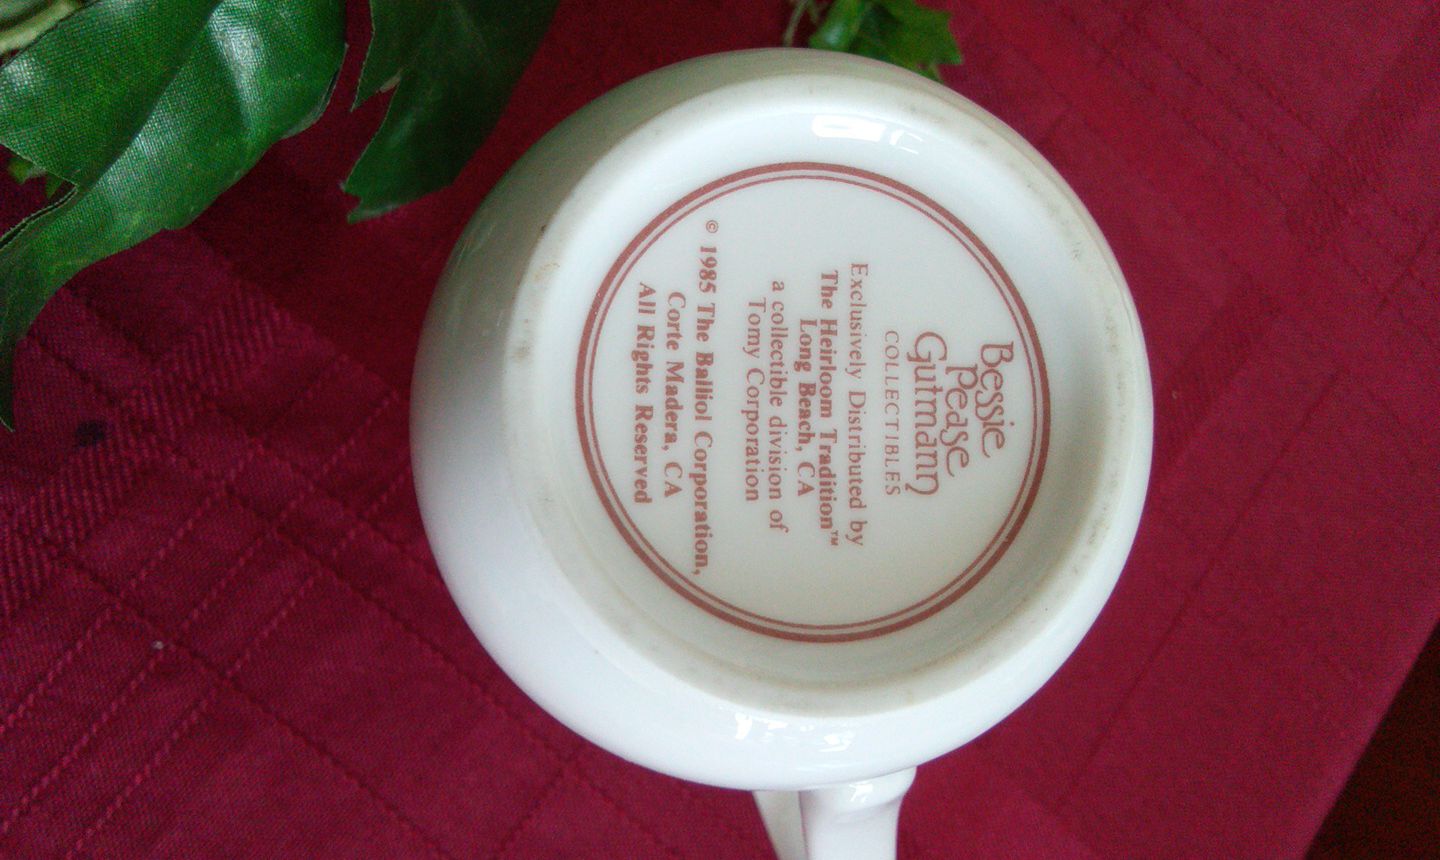 Bessie
Pease
Gutmann
COLLECTIBLES
Exclusively Distributed by
The Heirloom Tradition™
Long Beach, CA
a collectible division of
Tomy Corporation
© 1985 The Balliol Corporation,
Corte Madera, CA
All Rights Reserved